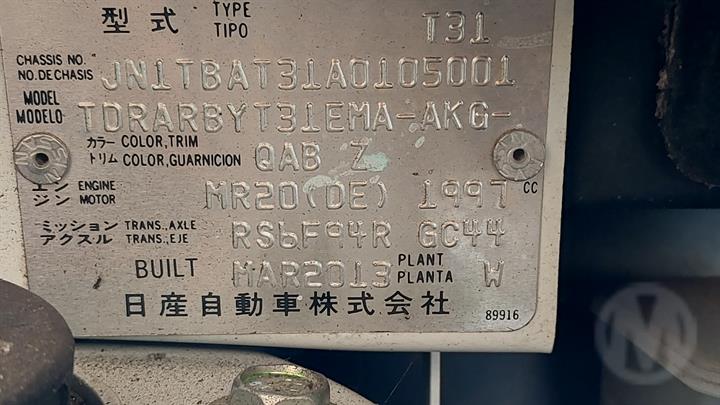 型式 TYPE TIPO T31
CHASSIS NO. NO.DE CHASIS JN1TBAT31A0105001
MODEL MODELO TDRARBYT31EMA-AKG-
カラー COLOR,TRIM
トリム COLOR,GUARNICION QAB Z
エンジン ENGINE MOTOR MR20(DE) 1997 CC
ミッション TRANS.,AXLE
アクスル TRANS.,EJE RS6F94R GC44
BUILT MAR2013 PLANT PLANTA W
日産自動車株式会社 89916
M